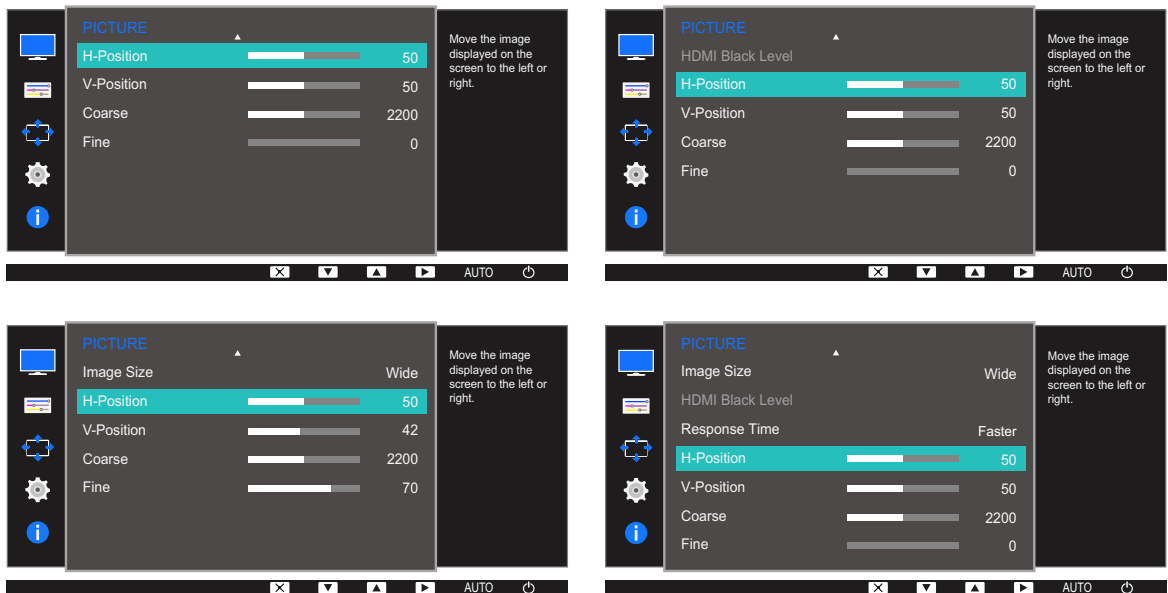 PICTURE
H-Position 50
V-Position 50
Coarse 2200
Fine 0
Move the image
displayed on the
screen to the left or
right.
AUTO
PICTURE
HDMI Black Level
H-Position 50
V-Position 50
Coarse 2200
Fine 0
Move the image
displayed on the
screen to the left or
right.
AUTO
PICTURE
Image Size Wide
H-Position 50
V-Position 42
Coarse 2200
Fine 70
Move the image
displayed on the
screen to the left or
right.
AUTO
PICTURE
Image Size Wide
HDMI Black Level
Response Time Faster
H-Position 50
V-Position 50
Coarse 2200
Fine 0
Move the image
displayed on the
screen to the left or
right.
AUTO